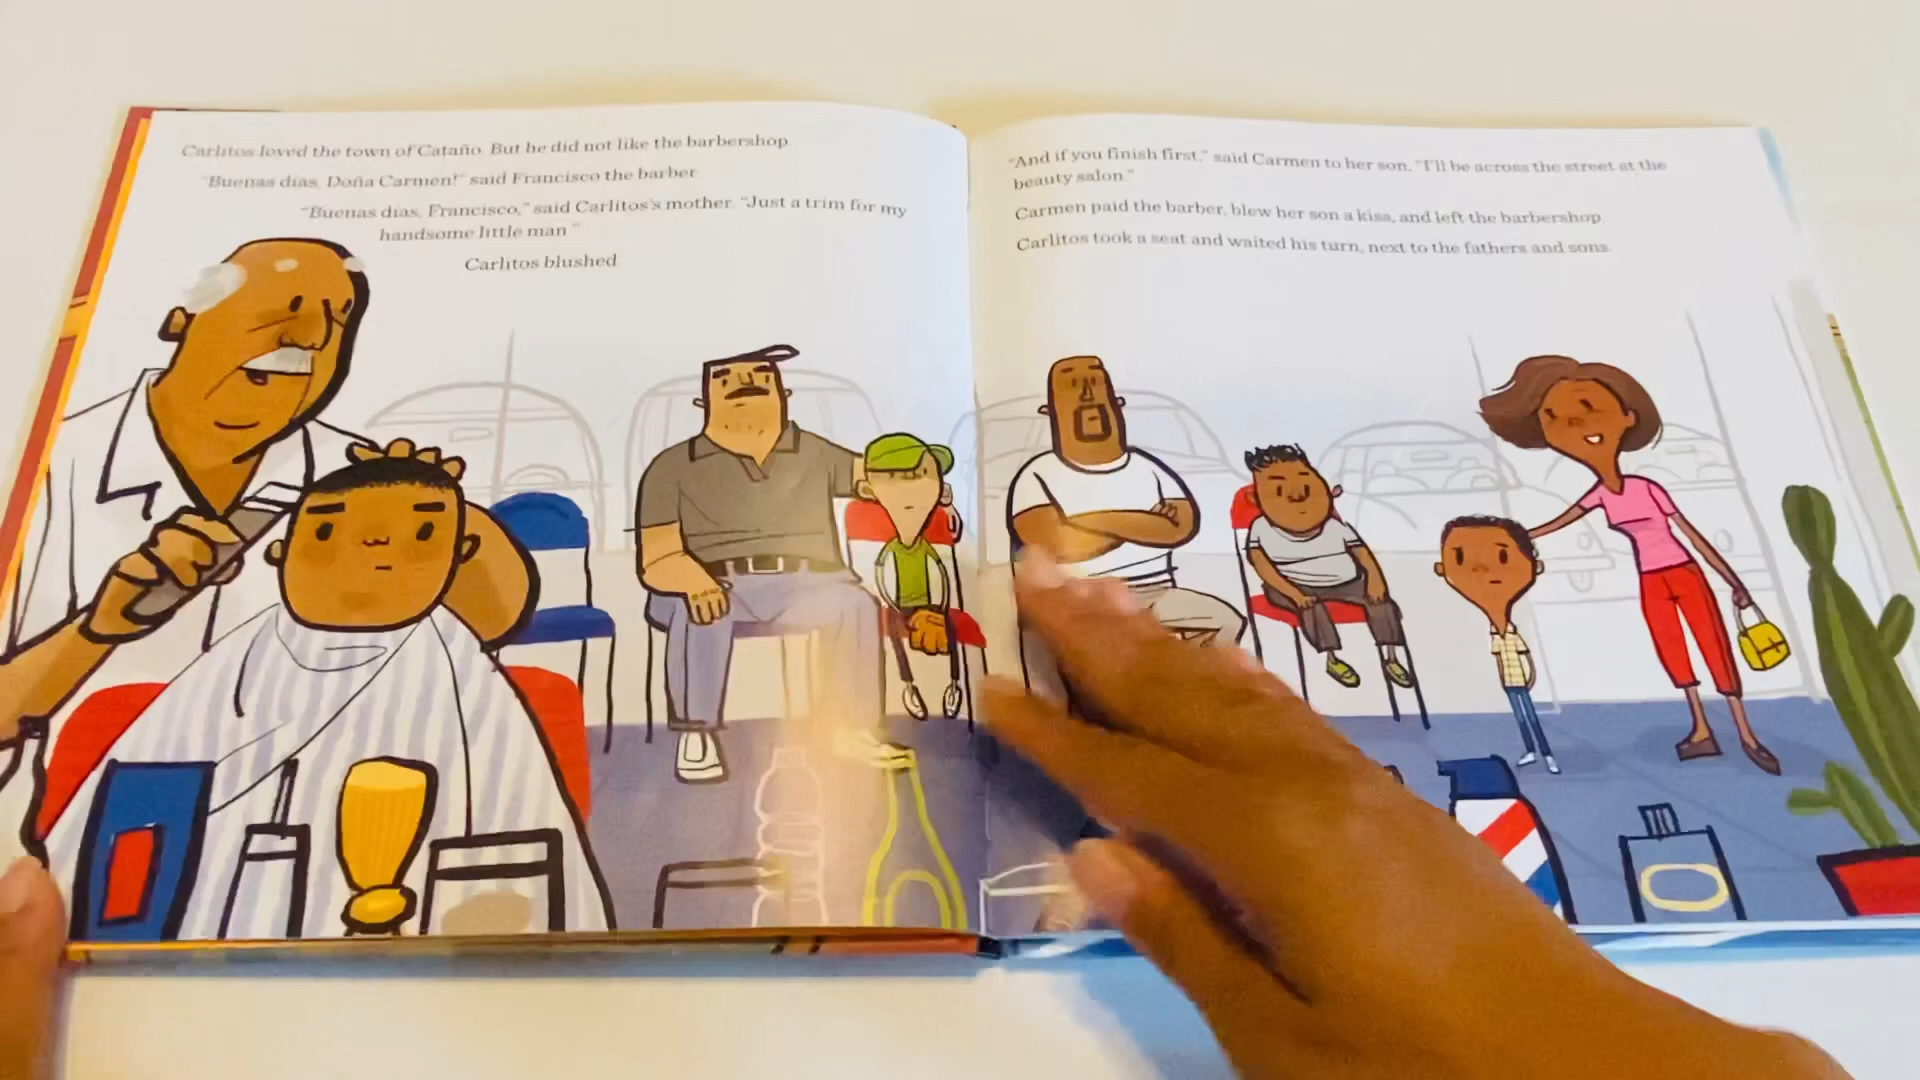 Carlitos loved the town of Cataño. But he did not like the barbershop.
"Buenas días, Doña Carmen!" said Francisco the barber.
"Buenas días, Francisco," said Carlitos's mother. "Just a trim for my
handsome little man."
Carlitos blushed.
"And if you finish first," said Carmen to her son, "I'll be across the street at the
beauty salon."
Carmen paid the barber, blew her son a kiss, and left the barbershop.
Carlitos took a seat and waited his turn, next to the fathers and sons.